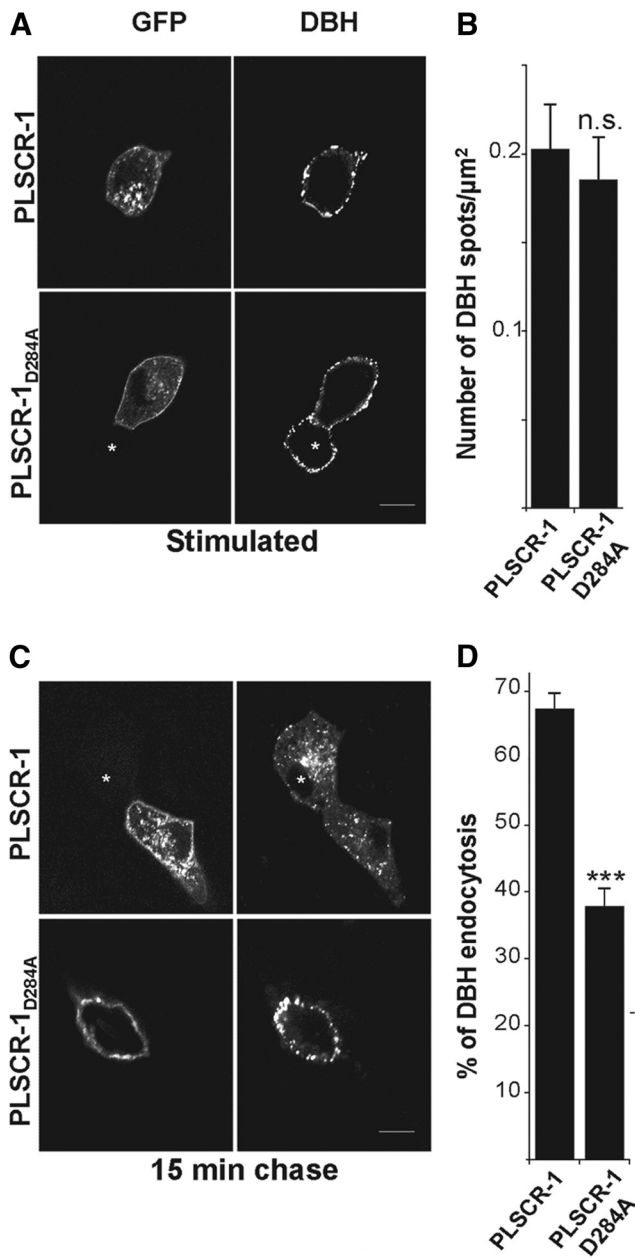 A
GFP
DBH
PLSCR-1
*
PLSCR-1D284A
*
Stimulated
B
Number of DBH spots/µm²
0.2
0.1
n.s.
PLSCR-1
PLSCR-1
D284A
C
PLSCR-1
*
*
PLSCR-1D284A
15 min chase
D
% of DBH endocytosis
70
60
50
40
30
20
10
***
PLSCR-1
PLSCR-1
D284A